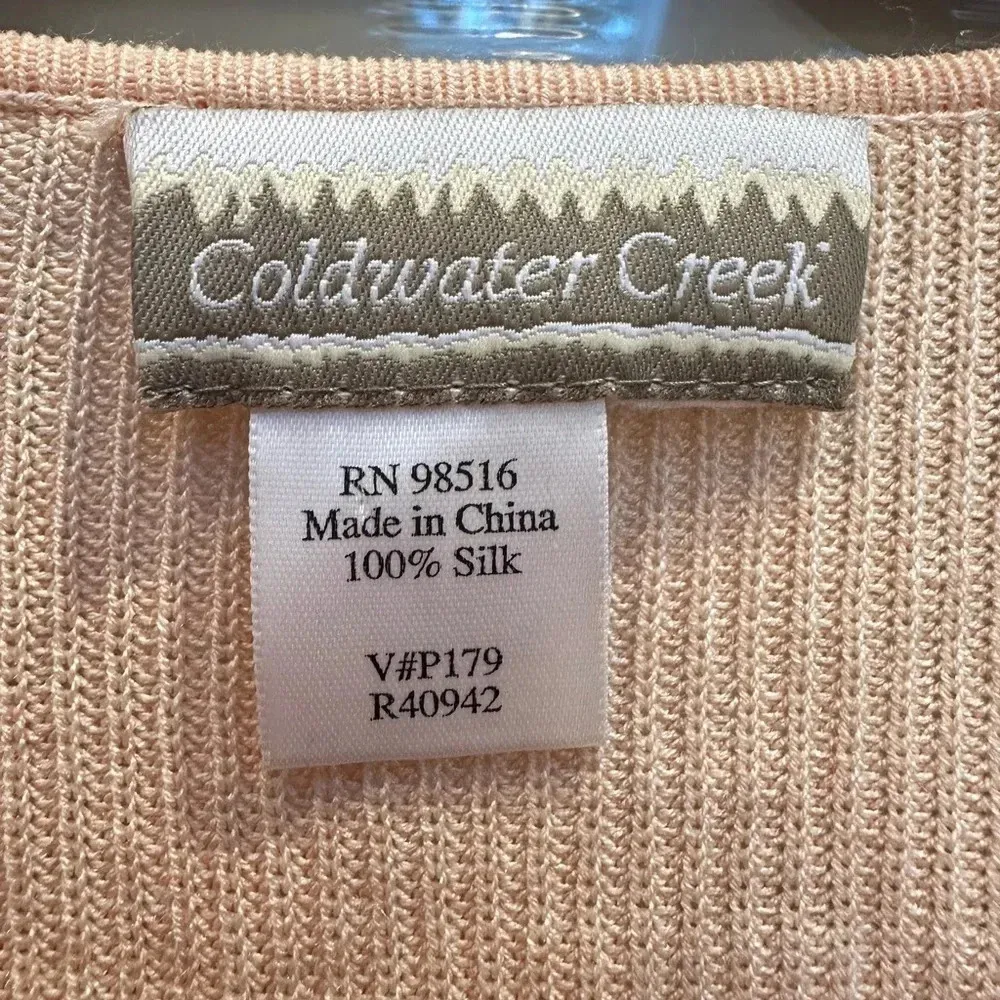 Coldwater Creek
RN 98516
Made in China
100% Silk
V#P179
R40942